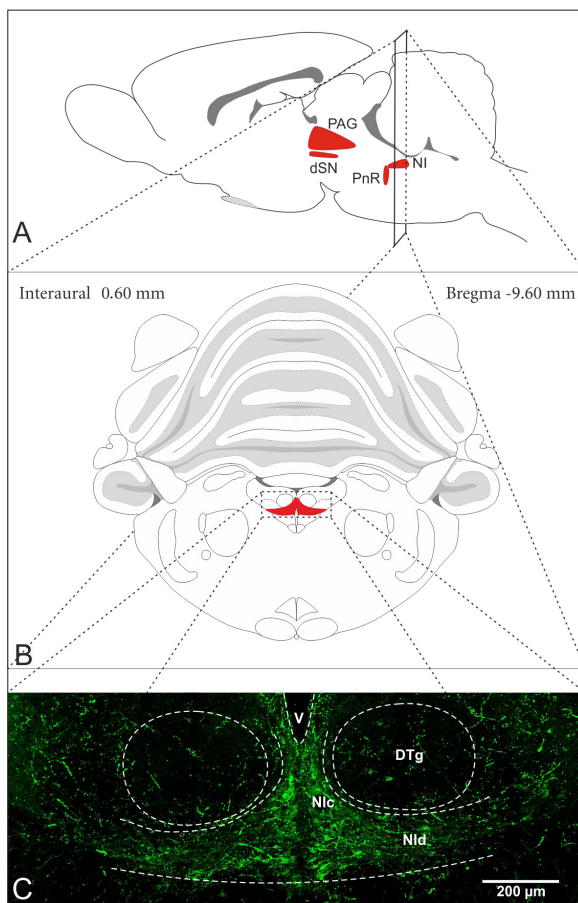 PAG
dSN
NI
PnR
A
Interaural 0.60 mm
Bregma -9.60 mm
B
V
DTg
NIc
NId
C
200 µm